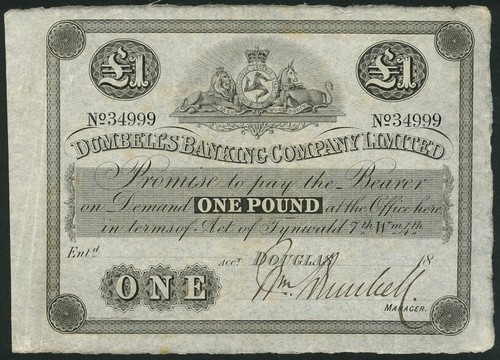 £1 £1
Nº34999 Nº34999
DUMBELL'S BANKING COMPANY LIMITED
Promise to pay the Bearer
on Demand ONE POUND at the Office here
in terms of Act of Tynwald 7th Wm 4th
Entd. ACCT. DOUGLAS 18
ONE Wm. Dumbell
MANAGER.